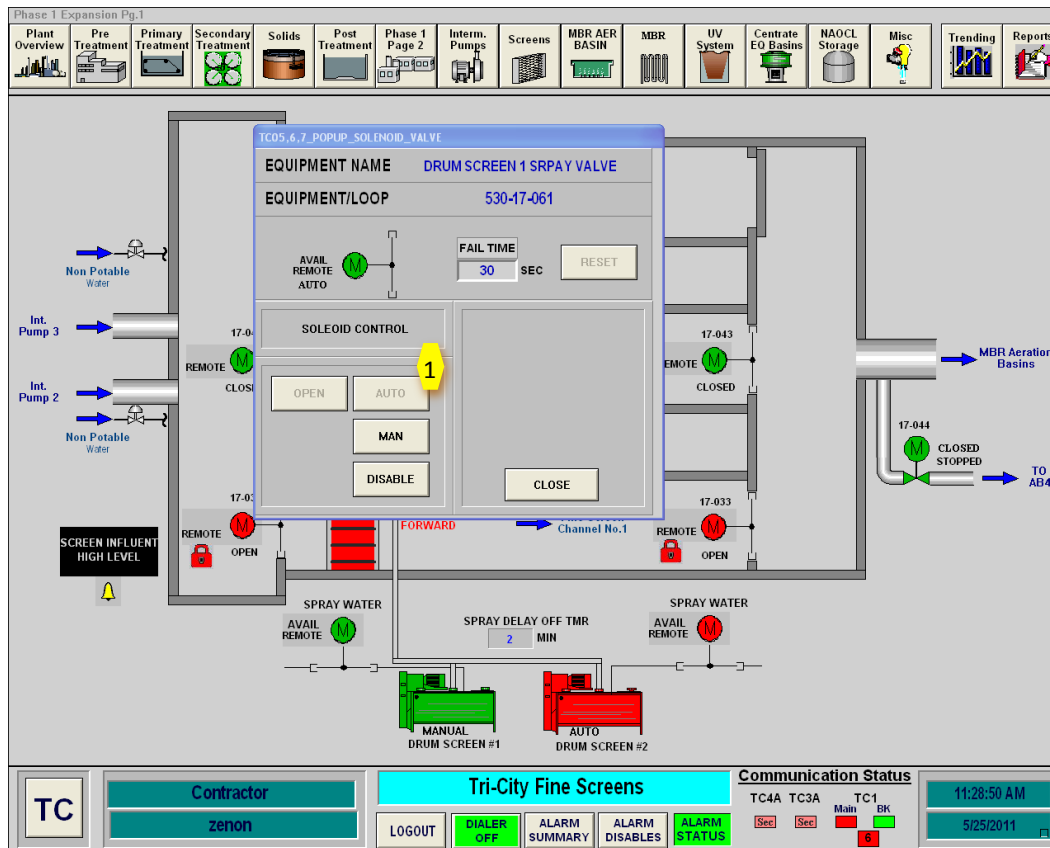 Phase 1 Expansion Pg.1
Plant
Overview
Pre
Treatment
Primary
Treatment
Secondary
Treatment
Solids
Post
Treatment
Phase 1
Page 2
Interm.
Pumps
Screens
MBR AER
BASIN
MBR
UV
System
Centrate
EQ Basins
NAOCL
Storage
Misc
Trending
Reports
TC05,6,7_POPUP_SOLENOID_VALVE
EQUIPMENT NAME DRUM SCREEN 1 SRPAY VALVE
EQUIPMENT/LOOP 530-17-061
AVAIL
REMOTE
AUTO
M
FAIL TIME
30 SEC
RESET
SOLEOID CONTROL
1
OPEN
AUTO
MAN
DISABLE
CLOSE
Non Potable
Water
Int.
Pump 3
Int.
Pump 2
Non Potable
Water
REMOTE
M
17-043
M
CLOSED
MBR Aeration
Basins
17-044
M
CLOSED
STOPPED
TO
REMOTE
M
OPEN
FORWARD
Channel No.1
17-033
REMOTE
M
OPEN
SCREEN INFLUENT
HIGH LEVEL
SPRAY WATER
AVAIL
REMOTE
M
SPRAY DELAY OFF TMR
2 MIN
SPRAY WATER
AVAIL
REMOTE
M
MANUAL
DRUM SCREEN #1
AUTO
DRUM SCREEN #2
TC
Contractor
zenon
Tri-City Fine Screens
LOGOUT
DIALER
OFF
ALARM
SUMMARY
ALARM
DISABLES
ALARM
STATUS
Communication Status
TC4A TC3A TC1
Main BK
Sec Sec
6
11:28:50 AM
5/25/2011